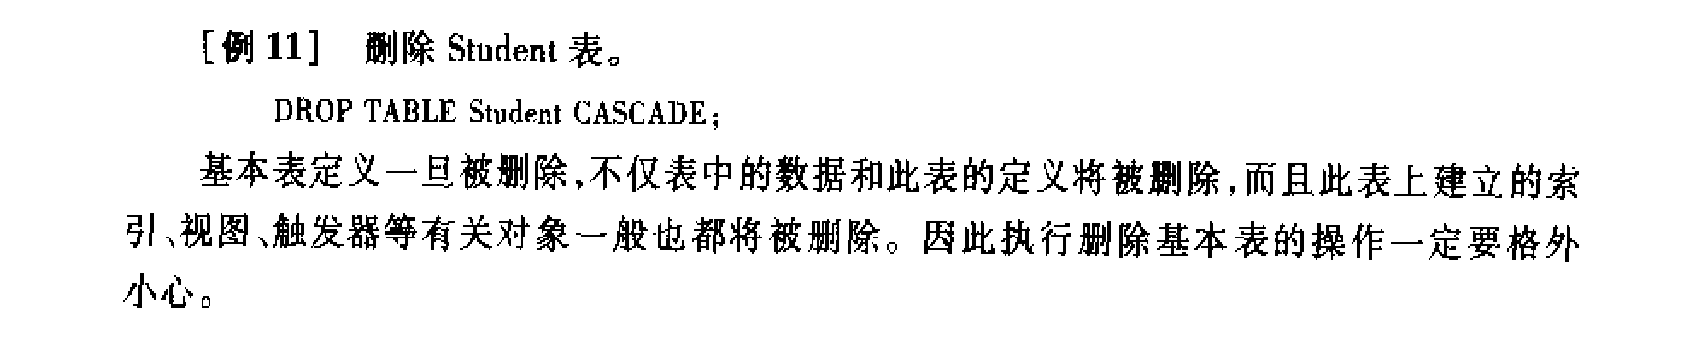 ［例 11］ 删除 Student 表。
DROP TABLE Student CASCADE；
基本表定义一旦被删除，不仅表中的数据和此表的定义将被删除，而且此表上建立的索
引、视图、触发器等有关对象一般也都将被删除。因此执行删除基本表的操作一定要格外
小心。